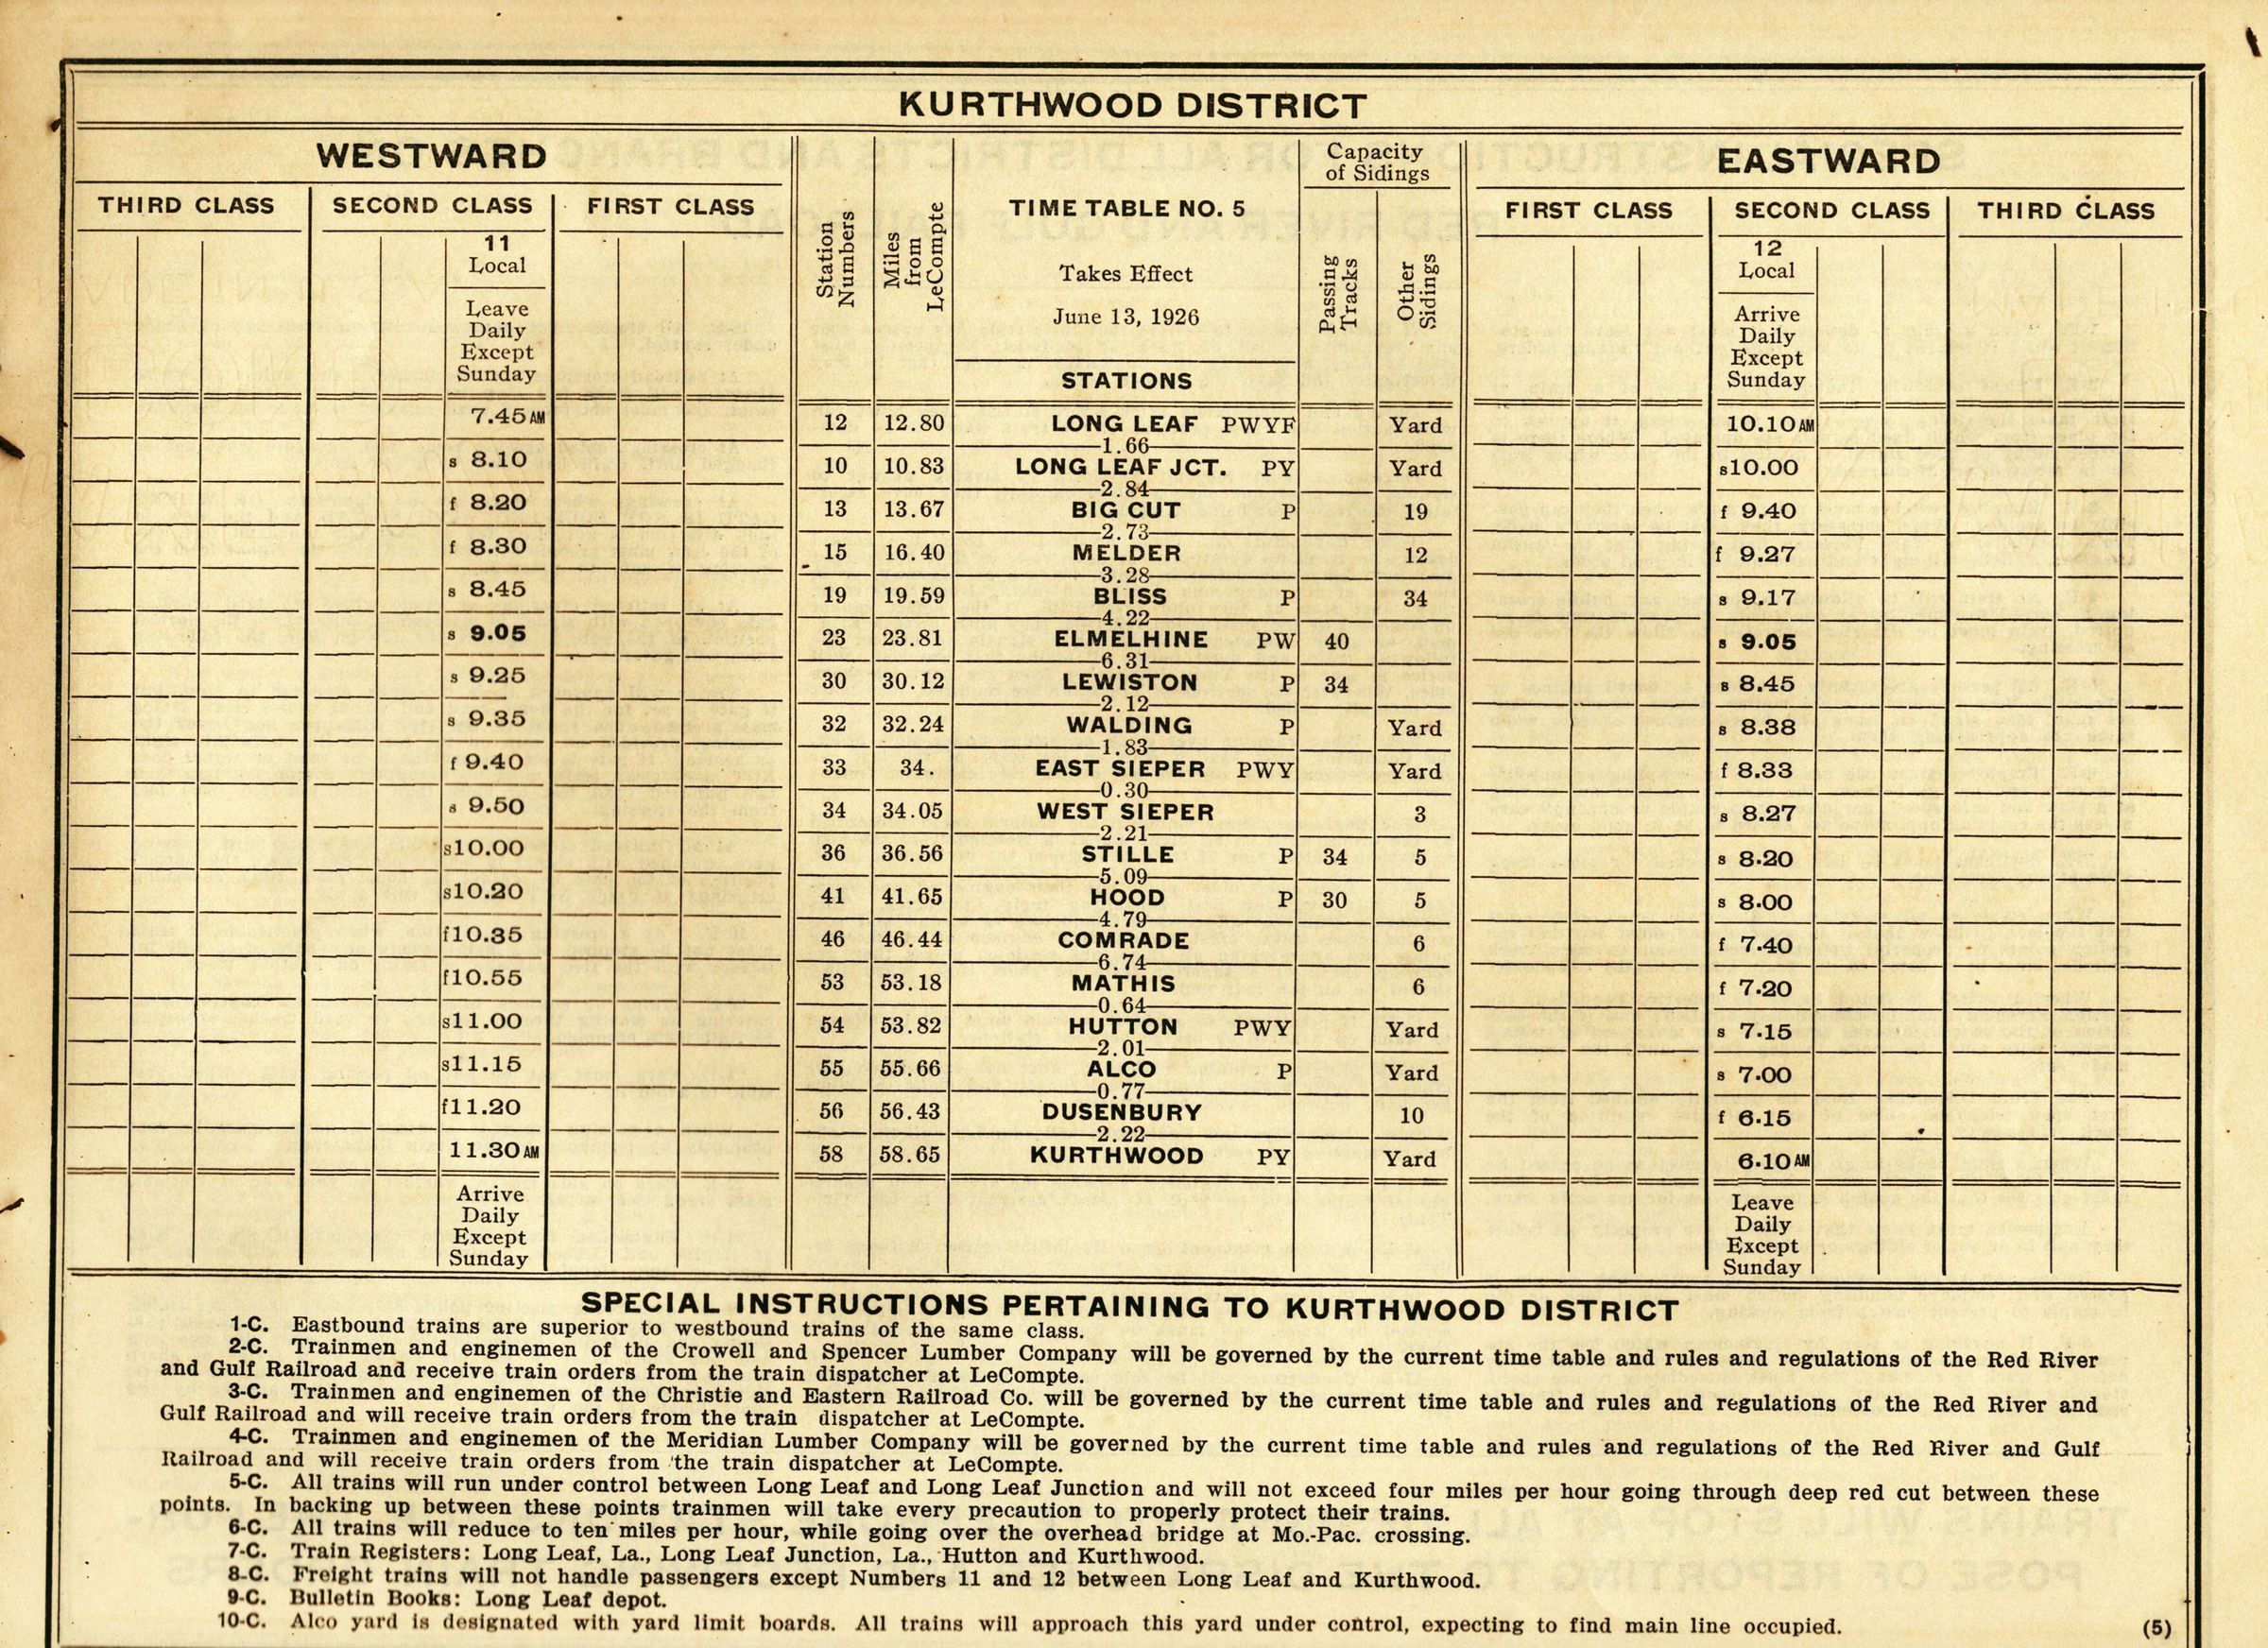 KURTHWOOD DISTRICT
WESTWARD
EASTWARD
THIRD CLASS SECOND CLASS FIRST CLASS
Station Numbers
Miles from LeCompte
TIME TABLE NO. 5
Takes Effect
June 13, 1926
STATIONS
Capacity of Sidings
Passing Tracks
Other Sidings
FIRST CLASS SECOND CLASS THIRD CLASS
11
Local
Leave
Daily
Except
Sunday
12
Local
Arrive
Daily
Except
Sunday
7.45 AM 12 12.80 LONG LEAF PWYF Yard 10.10 AM
1.66
s 8.10 10 10.83 LONG LEAF JCT. PY Yard s10.00
2.84
f 8.20 13 13.67 BIG CUT P 19 f 9.40
2.73
f 8.30 15 16.40 MELDER 12 f 9.27
3.28
s 8.45 19 19.59 BLISS P 34 s 9.17
4.22
s 9.05 23 23.81 ELMELHINE PW 40 s 9.05
6.31
s 9.25 30 30.12 LEWISTON P 34 s 8.45
2.12
s 9.35 32 32.24 WALDING P Yard s 8.38
1.83
f 9.40 33 34. EAST SIEPER PWY Yard f 8.33
0.30
s 9.50 34 34.05 WEST SIEPER 3 s 8.27
2.21
s10.00 36 36.56 STILLE P 34 5 s 8.20
5.09
s10.20 41 41.65 HOOD P 30 5 s 8.00
4.79
f10.35 46 46.44 COMRADE 6 f 7.40
6.74
f10.55 53 53.18 MATHIS 6 f 7.20
0.64
s11.00 54 53.82 HUTTON PWY Yard s 7.15
2.01
s11.15 55 55.66 ALCO P Yard s 7.00
0.77
f11.20 56 56.43 DUSENBURY 10 f 6.15
2.22
11.30 AM 58 58.65 KURTHWOOD PY Yard 6.10 AM
Arrive
Daily
Except
Sunday
Leave
Daily
Except
Sunday
SPECIAL INSTRUCTIONS PERTAINING TO KURTHWOOD DISTRICT
1-C. Eastbound trains are superior to westbound trains of the same class.
2-C. Trainmen and enginemen of the Crowell and Spencer Lumber Company will be governed by the current time table and rules and regulations of the Red River
and Gulf Railroad and receive train orders from the train dispatcher at LeCompte.
3-C. Trainmen and enginemen of the Christie and Eastern Railroad Co. will be governed by the current time table and rules and regulations of the Red River and
Gulf Railroad and will receive train orders from the train dispatcher at LeCompte.
4-C. Trainmen and enginemen of the Meridian Lumber Company will be governed by the current time table and rules and regulations of the Red River and Gulf
Railroad and will receive train orders from the train dispatcher at LeCompte.
5-C. All trains will run under control between Long Leaf and Long Leaf Junction and will not exceed four miles per hour going through deep red cut between these
points. In backing up between these points trainmen will take every precaution to properly protect their trains.
6-C. All trains will reduce to ten miles per hour, while going over the overhead bridge at Mo.-Pac. crossing.
7-C. Train Registers: Long Leaf, La., Long Leaf Junction, La., Hutton and Kurthwood.
8-C. Freight trains will not handle passengers except Numbers 11 and 12 between Long Leaf and Kurthwood.
9-C. Bulletin Books: Long Leaf depot.
10-C. Alco yard is designated with yard limit boards. All trains will approach this yard under control, expecting to find main line occupied.
(5)